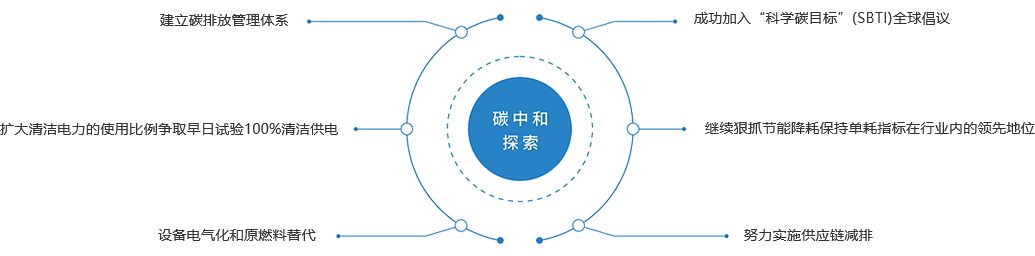 建立碳排放管理体系
成功加入“科学碳目标”(SBTI)全球倡议
扩大清洁电力的使用比例争取早日试验100%清洁供电
碳中和
探索
继续狠抓节能降耗保持单耗指标在行业内的领先地位
设备电气化和原燃料替代
努力实施供应链减排